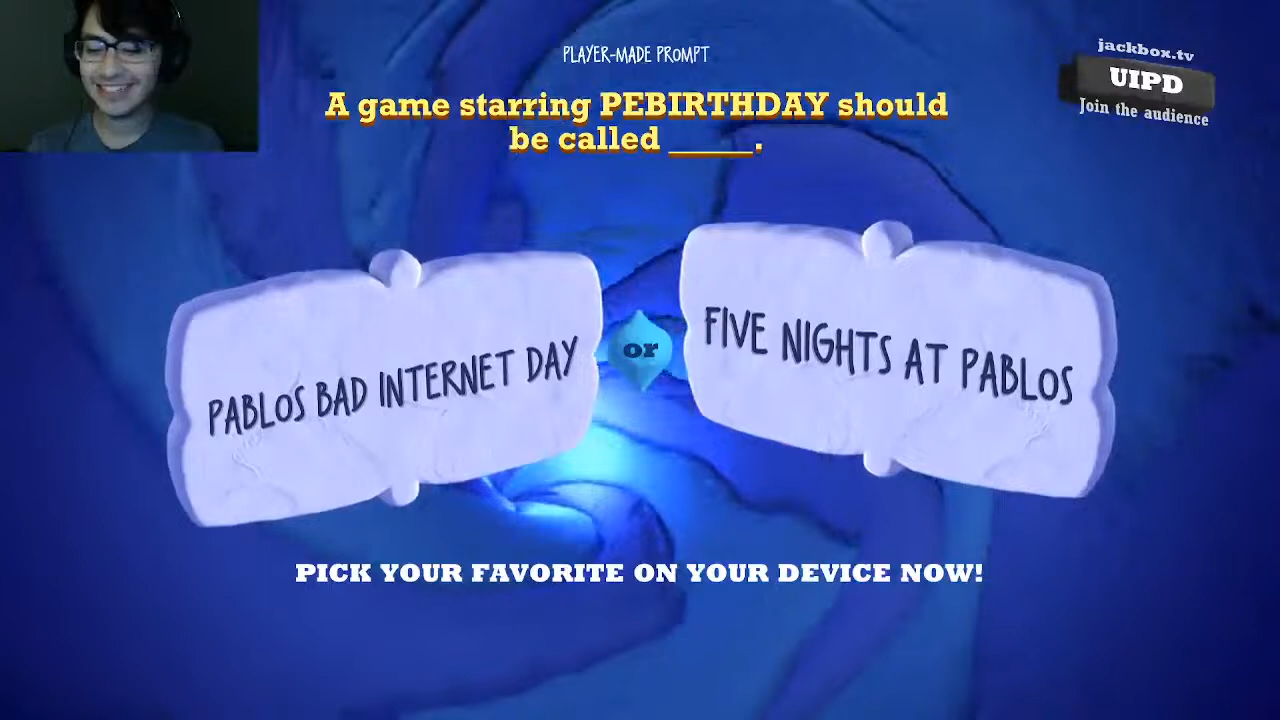 PLAYER-MADE PROMPT
A game starring PEBIRTHDAY should
be called _____.
jackbox.tv
UIPD
Join the audience
PABLOS BAD INTERNET DAY
or
FIVE NIGHTS AT PABLOS
PICK YOUR FAVORITE ON YOUR DEVICE NOW!